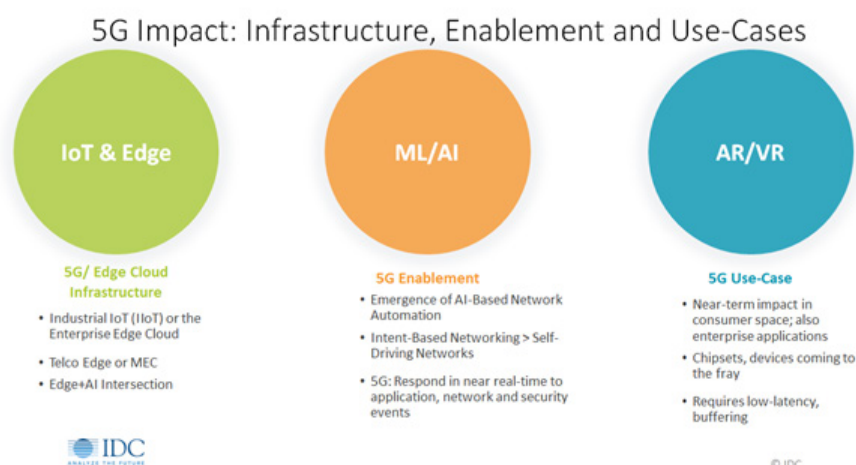 5G Impact: Infrastructure, Enablement and Use-Cases
IoT & Edge
5G/ Edge Cloud
Infrastructure
• Industrial IoT (IIoT) or the
Enterprise Edge Cloud
• Telco Edge or MEC
• Edge+AI Intersection
ML/AI
5G Enablement
• Emergence of AI-Based Network
Automation
• Intent-Based Networking > Self-
Driving Networks
• 5G: Respond in near real-time to
application, network and security
events
AR/VR
5G Use-Case
• Near-term impact in
consumer space; also
enterprise applications
• Chipsets, devices coming to
the fray
• Requires low-latency,
buffering
IDC
ANALYZE THE FUTURE
© IDC